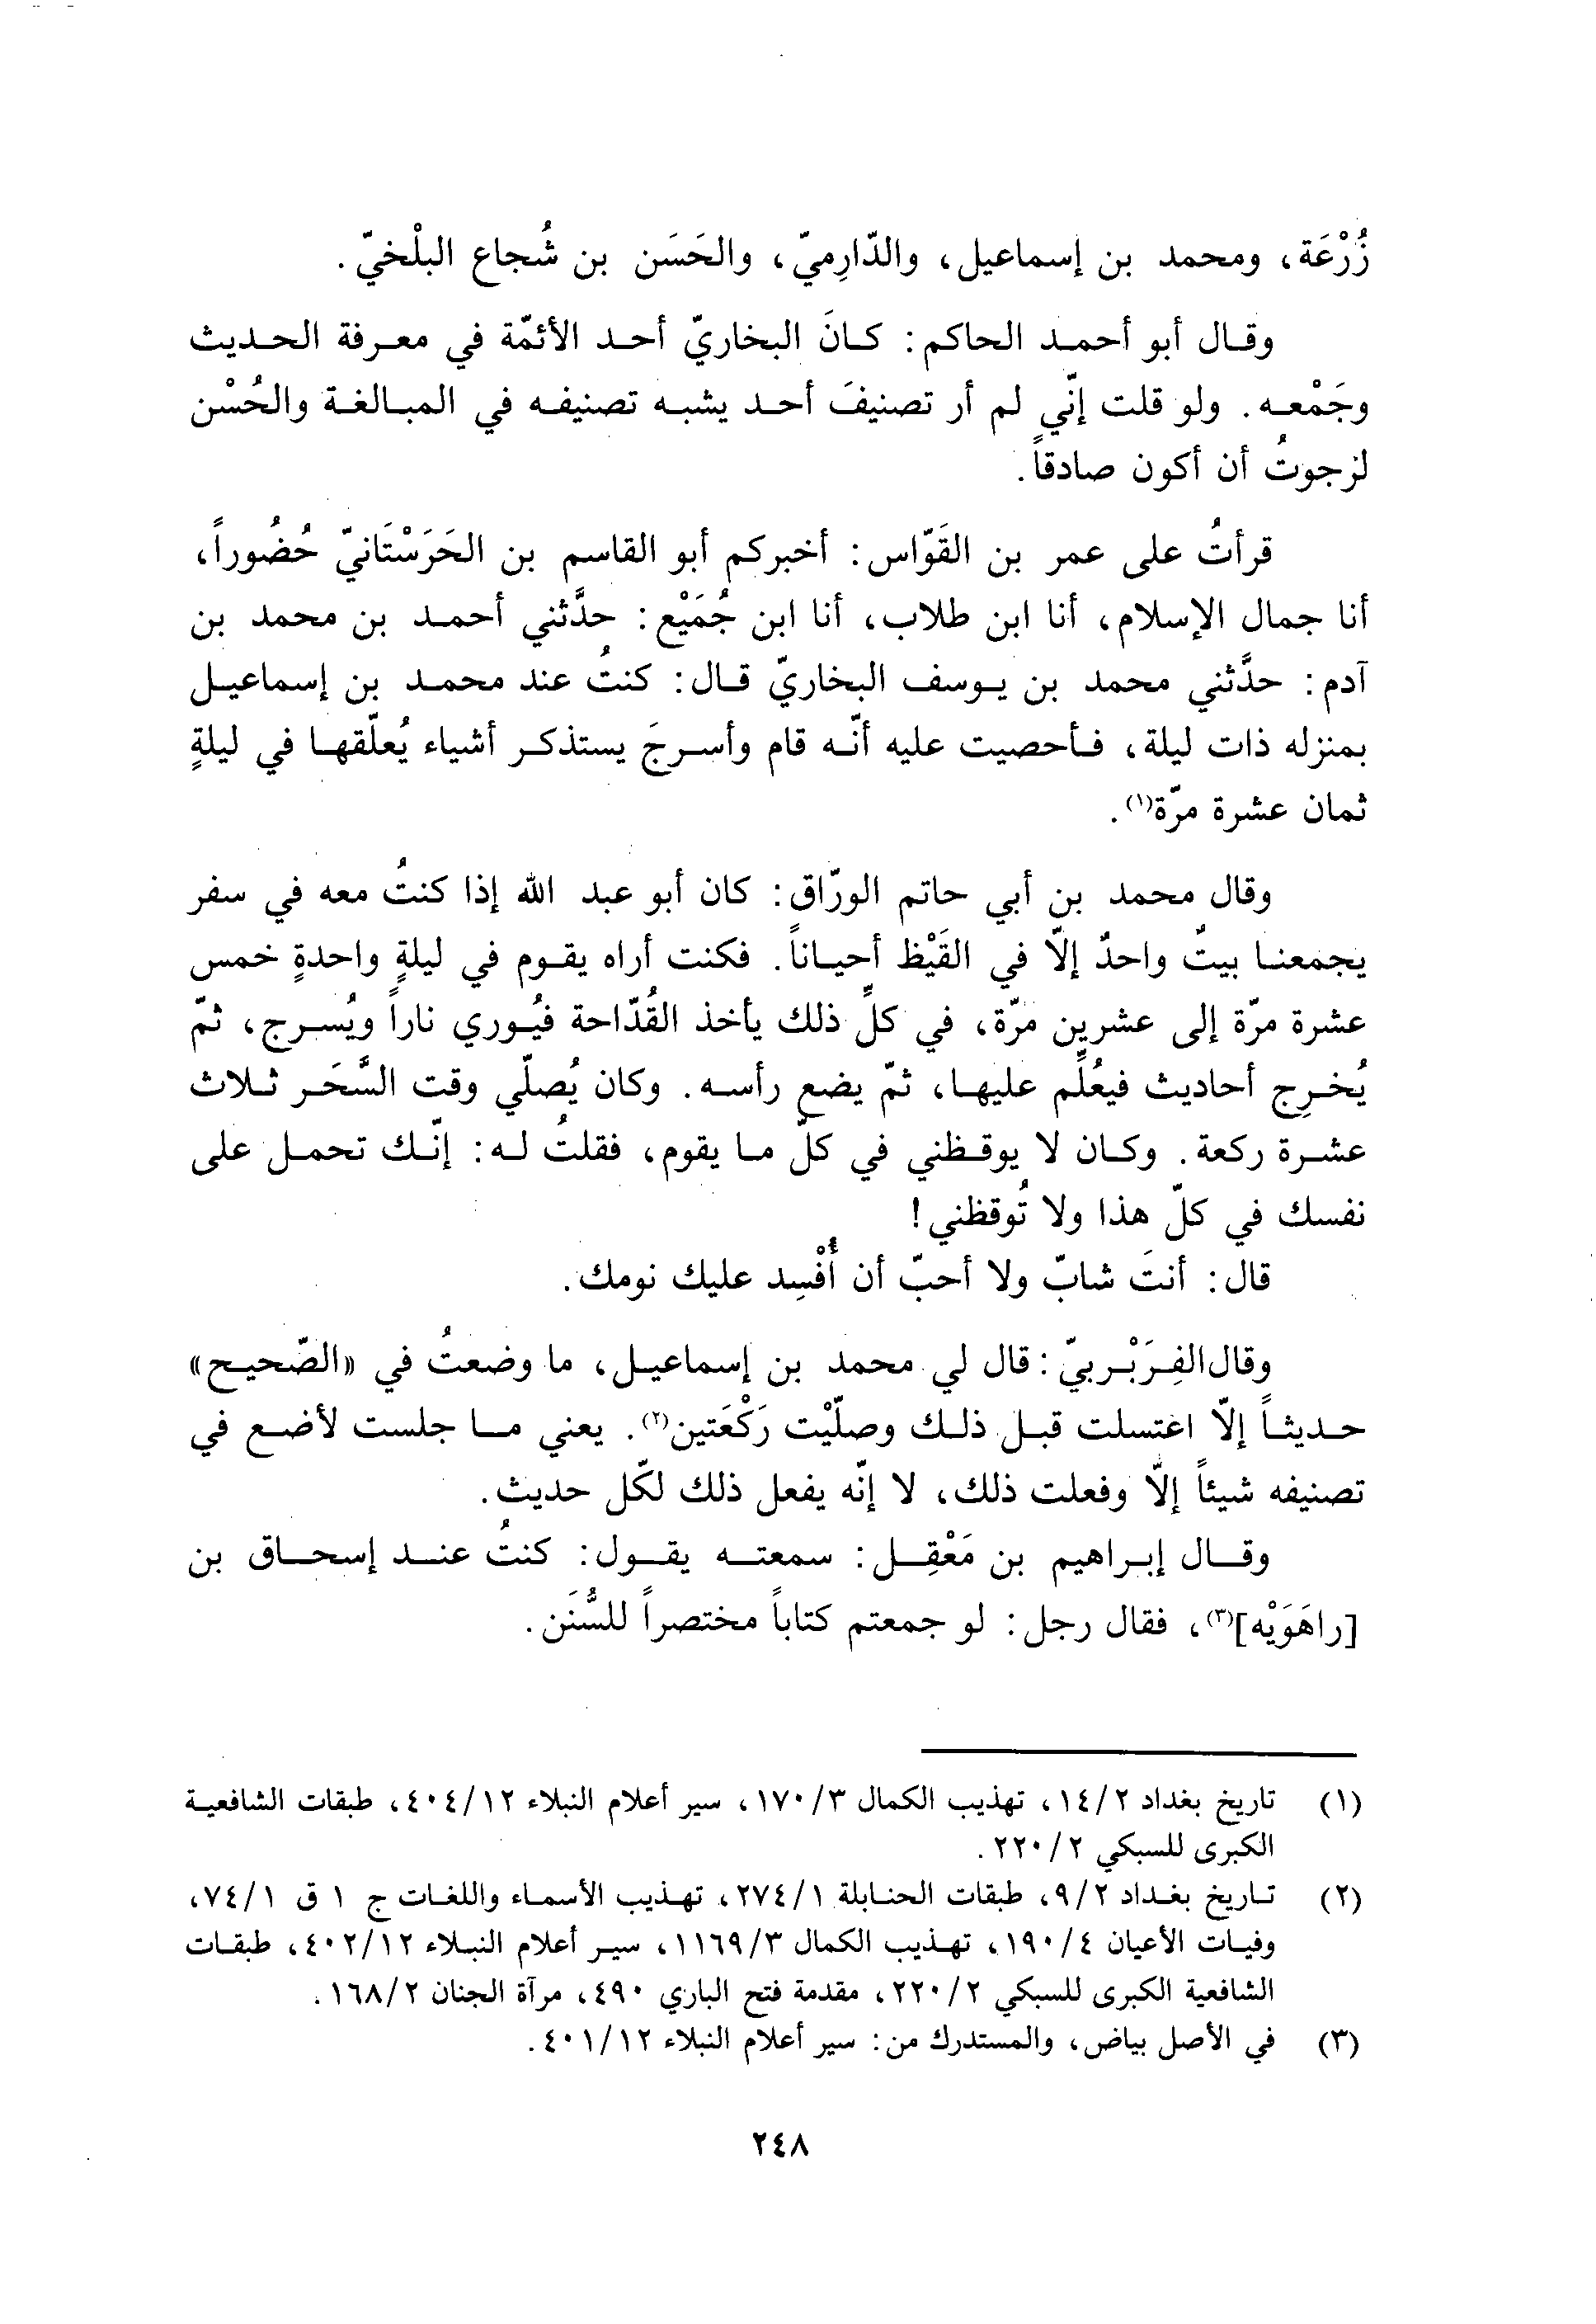 زُرْعَة، ومحمد بن إسماعيل، والدّارِميّ، والحَسَن بن شُجاع البلْخيّ.
وقال أبو أحمد الحاكم: كانَ البخاريّ أحد الأئمّة في معرفة الحديث
وجَمْعه. ولو قلت إنّي لم أر تصنيفَ أحد يشبه تصنيفه في المبالغة والحُسْن
لزجوتُ أن أكون صادقاً.
قرأتُ على عمر بن القَوّاس: أخبركم أبو القاسم بن الحَرَسْتَانيّ حُضُوراً،
أنا جمال الإسلام، أنا ابن طلاب، أنا ابن جُمَيْع: حدَّثني أحمد بن محمد بن
آدم: حدَّثني محمد بن يوسف البخاريّ قال: كنتُ عند محمد بن إسماعيل
بمنزله ذات ليلة، فأحصيت عليه أنّه قام وأسرجَ يستذكر أشياء يُعلّقها في ليلةٍ
ثمان عشرة مرّة(١).
وقال محمد بن أبي حاتم الورّاق: كان أبو عبد الله إذا كنتُ معه في سفر
يجمعنا بيتٌ واحدٌ إلّا في القَيْظ أحياناً. فكنت أراه يقوم في ليلةٍ واحدةٍ خمس
عشرة مرّة إلى عشرين مرّة، في كلّ ذلك يأخذ القُدّاحة فيُوري ناراً ويُسرج، ثمّ
يُخرِج أحاديث فيعُلِّم عليها، ثمّ يضع رأسه. وكان يُصلّي وقت السَّحَر ثلاث
عشرة ركعة. وكان لا يوقظني في كلّ ما يقوم، فقلتُ له: إنّك تحمل على
نفسك في كلّ هذا ولا تُوقظني!
قال: أنتَ شابّ ولا أحبّ أن أُفْسِد عليك نومك.
وقال الفِرَبْربيّ: قال لي محمد بن إسماعيل، ما وضعتُ في «الصّحيح»
حديثاً إلّا اغتسلت قبل ذلك وصلّيْت رَكْعَتين(٢). يعني ما جلست لأضع في
تصنيفه شيئاً إلّا وفعلت ذلك، لا إنّه يفعل ذلك لكّل حديث.
وقال إبراهيم بن مَعْقِل: سمعته يقول: كنتُ عند إسحاق بن
[راهَوَيْه](٣)، فقال رجل: لو جمعتم كتاباً مختصراً للسُّنَن.
(١) تاريخ بغداد ١٤/٢، تهذيب الكمال ١٧٠/٣، سير أعلام النبلاء ٤٠٤/١٢، طبقات الشافعية
الكبرى للسبكي ٢٢٠/٢.
(٢) تاريخ بغداد ٩/٢، طبقات الحنابلة ٢٧٤/١، تهذيب الأسماء واللغات ج ١ ق ٧٤/١،
وفيات الأعيان ١٩٠/٤، تهذيب الكمال ١١٦٩/٣، سير أعلام النبلاء ٤٠٢/١٢، طبقات
الشافعية الكبرى للسبكي ٢٢٠/٢، مقدمة فتح الباري ٤٩٠، مرآة الجنان ١٦٨/٢.
(٣) في الأصل بياض، والمستدرك من: سير أعلام النبلاء ٤٠١/١٢.
٢٤٨